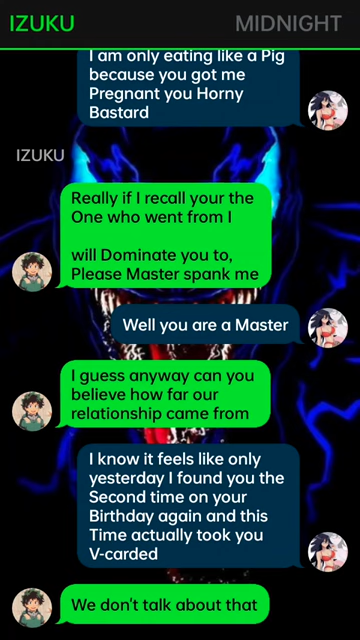 IZUKU
MIDNIGHT
I am only eating like a Pig
because you got me
Pregnant you Horny
Bastard
IZUKU
Really if I recall your the
One who went from I
will Dominate you to,
Please Master spank me
Well you are a Master
I guess anyway can you
believe how far our
relationship came from
I know it feels like only
yesterday I found you the
Second time on your
Birthday again and this
Time actually took you
V-carded
We don't talk about that